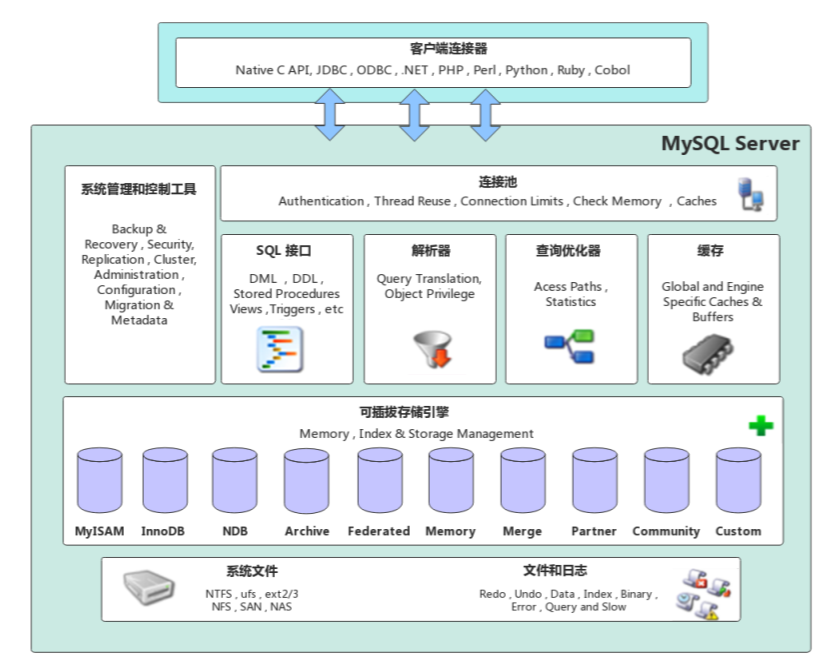 客户端连接器
Native C API, JDBC , ODBC , .NET , PHP , Perl , Python , Ruby , Cobol
MySQL Server
系统管理和控制工具
Backup &
Recovery , Security,
Replication , Cluster,
Administration ,
Configuration ,
Migration &
Metadata
连接池
Authentication , Thread Reuse , Connection Limits , Check Memory , Caches
SQL 接口
DML , DDL ,
Stored Procedures
Views ,Triggers , etc
解析器
Query Translation,
Object Privilege
查询优化器
Acess Paths ,
Statistics
缓存
Global and Engine
Specific Caches &
Buffers
可插拔存储引擎
Memory , Index & Storage Management
MyISAM InnoDB NDB Archive Federated Memory Merge Partner Community Custom
系统文件
NTFS , ufs , ext2/3
NFS , SAN , NAS
文件和日志
Redo , Undo , Data , Index , Binary ,
Error , Query and Slow